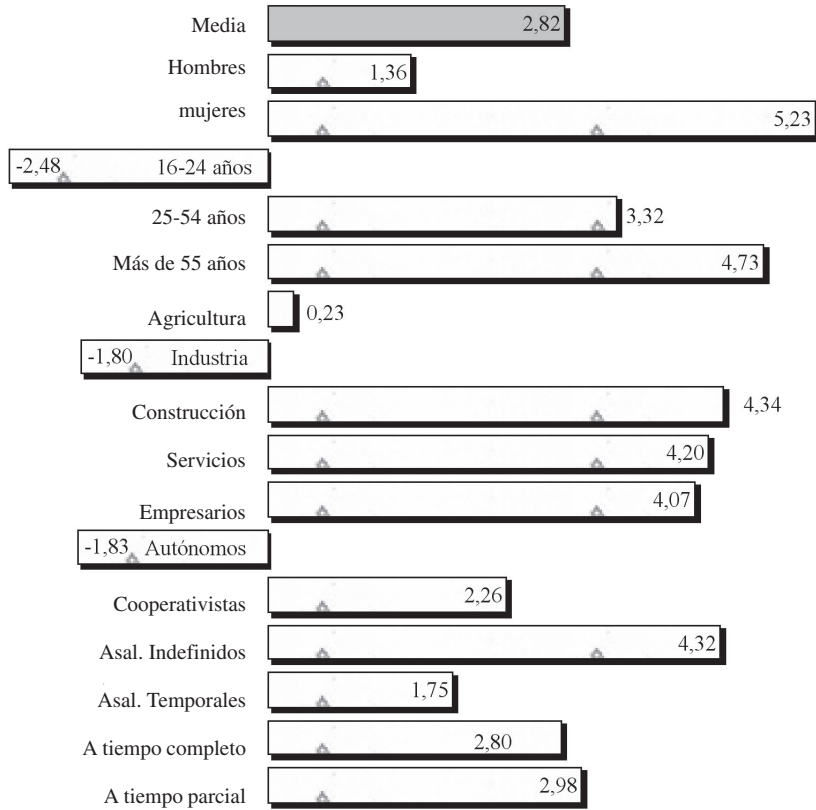 Media 2,82
Hombres 1,36
mujeres 5,23
-2,48 16-24 años
25-54 años 3,32
Más de 55 años 4,73
Agricultura 0,23
-1,80 Industria
Construcción 4,34
Servicios 4,20
Empresarios 4,07
-1,83 Autónomos
Cooperativistas 2,26
Asal. Indefinidos 4,32
Asal. Temporales 1,75
A tiempo completo 2,80
A tiempo parcial 2,98